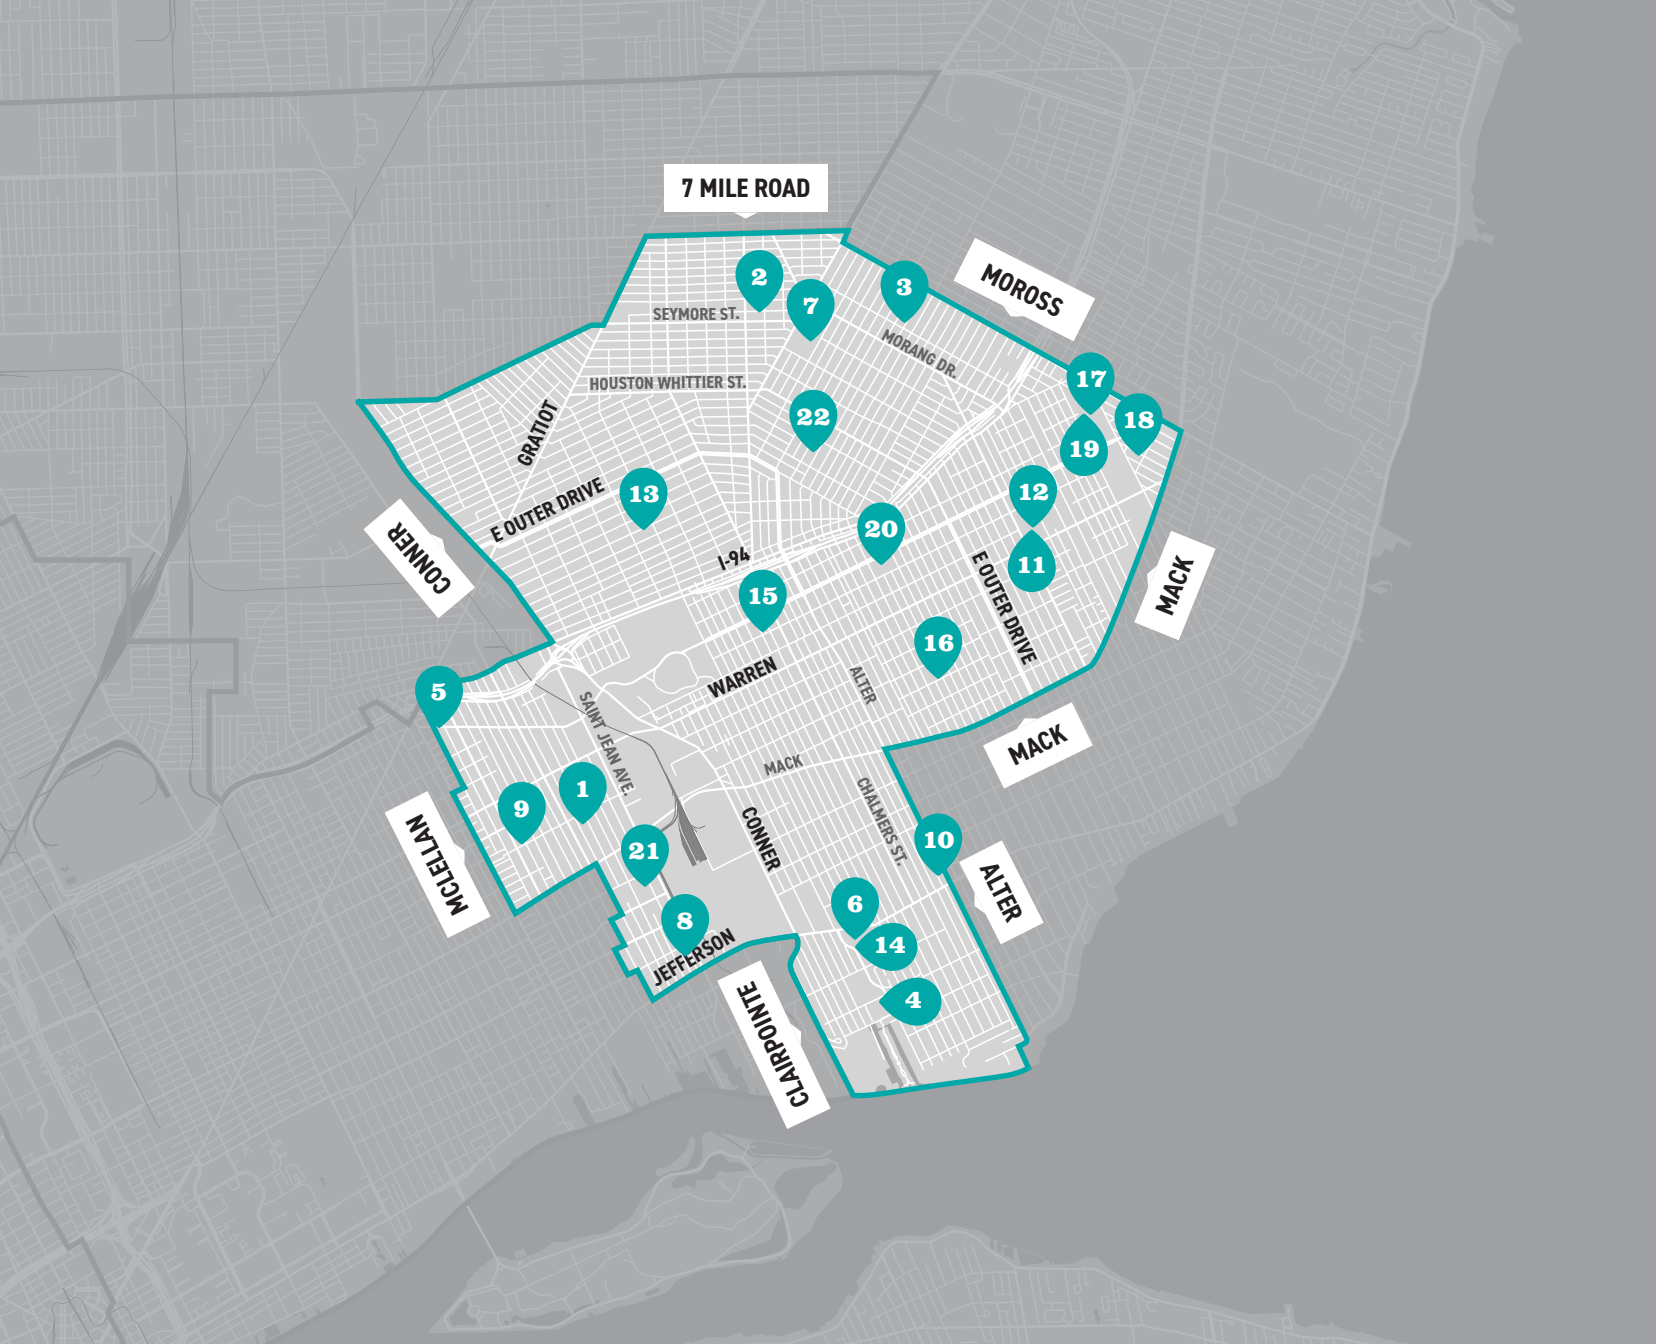 7 MILE ROAD
MOROSS
2
3
7
SEYMORE ST.
MORANG DR.
17
HOUSTON WHITTIER ST.
22
18
GRATIOT
19
13
12
E OUTER DRIVE
20
CONNER
I-94
11
15
E OUTER DRIVE
MACK
16
WARREN
ALTER
5
SAINT JEAN AVE.
MACK
MACK
1
9
CHALMERS ST.
CONNER
10
21
MCLELLAN
ALTER
6
8
14
JEFFERSON
4
CLAIRPOINTE